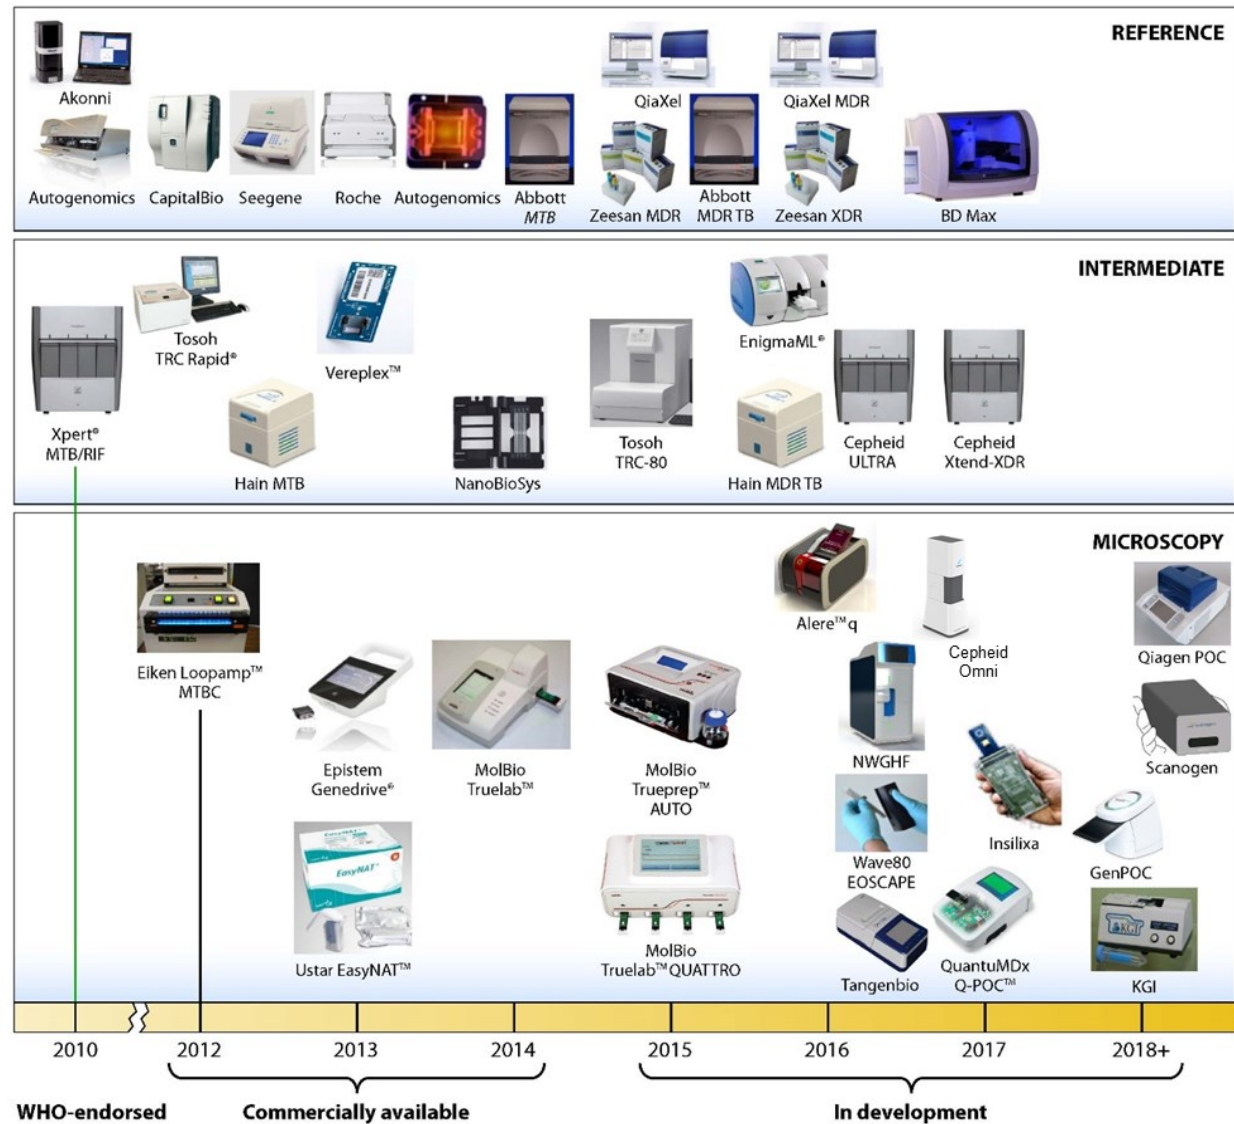 REFERENCE
Akonni
QiaXel
QiaXel MDR
Autogenomics
CapitalBio
Seegene
Roche
Autogenomics
Abbott
MTB
Zeesan MDR
Abbott
MDR TB
Zeesan XDR
BD Max
INTERMEDIATE
Tosoh
TRC Rapid®
Vereplex™
EnigmaML®
Xpert®
MTB/RIF
Hain MTB
NanoBioSys
Tosoh
TRC-80
Hain MDR TB
Cepheid
ULTRA
Cepheid
Xtend-XDR
MICROSCOPY
Alere™q
Cepheid
Omni
Qiagen POC
Eiken Loopamp™
MTBC
Epistem
Genedrive®
MolBio
Truelab™
MolBio
Trueprep™
AUTO
NWGHF
Scanogen
Insilixa
Wave80
EOSCAPE
GenPOC
EasyNAT
EasyNAT
Ustar EasyNAT™
MolBio
Truelab™QUATTRO
Tangenbio
QuantuMDx
Q-POC™
KGI
KGI
2010
2012
2013
2014
2015
2016
2017
2018+
WHO-endorsed
Commercially available
In development